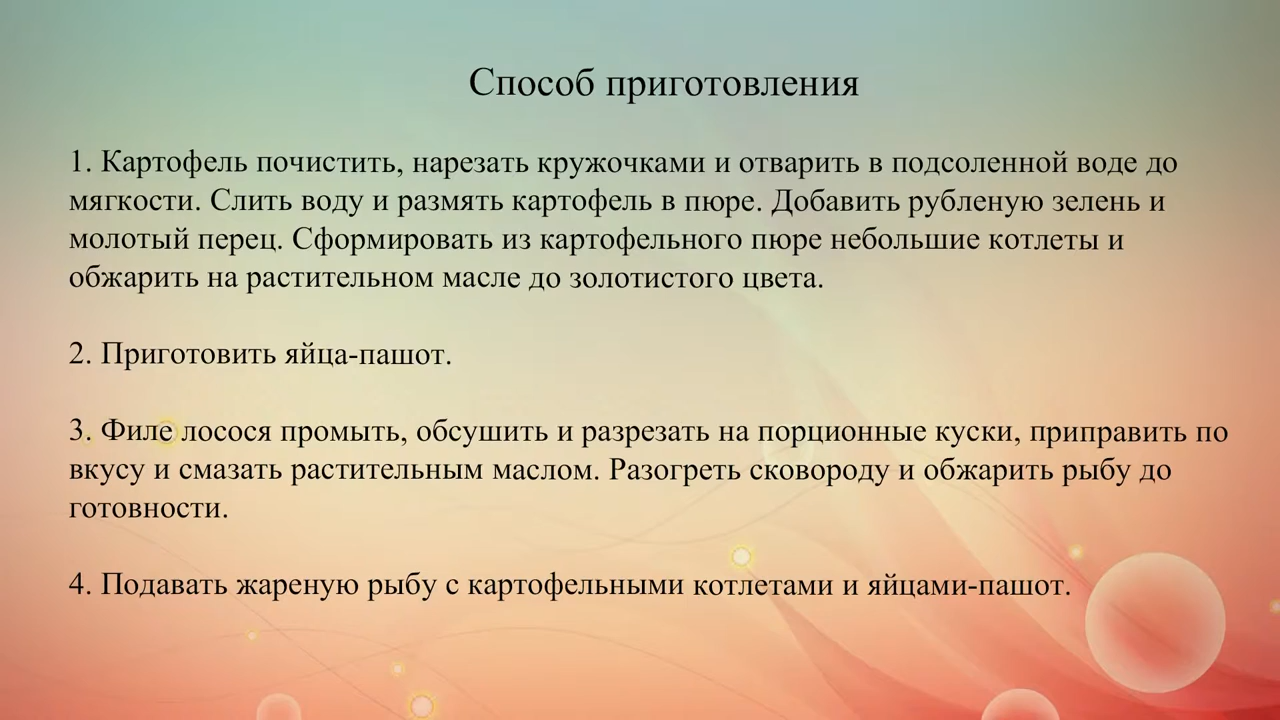 Способ приготовления
1. Картофель почистить, нарезать кружочками и отварить в подсоленной воде до
мягкости. Слить воду и размять картофель в пюре. Добавить рубленую зелень и
молотый перец. Сформировать из картофельного пюре небольшие котлеты и
обжарить на растительном масле до золотистого цвета.
2. Приготовить яйца-пашот.
3. Филе лосося промыть, обсушить и разрезать на порционные куски, приправить по
вкусу и смазать растительным маслом. Разогреть сковороду и обжарить рыбу до
готовности.
4. Подавать жареную рыбу с картофельными котлетами и яйцами-пашот.